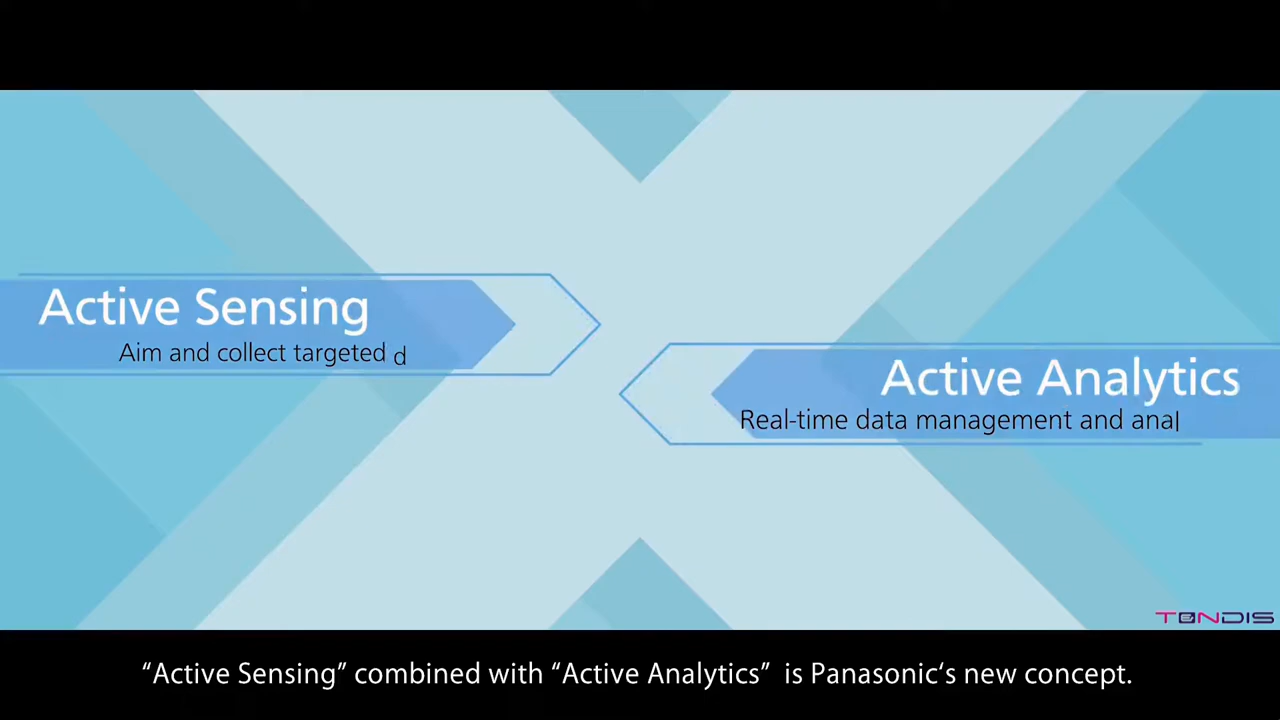 Active Sensing
Aim and collect targeted d
Active Analytics
Real-time data management and anal
TONDIS
“Active Sensing” combined with “Active Analytics” is Panasonic‘s new concept.